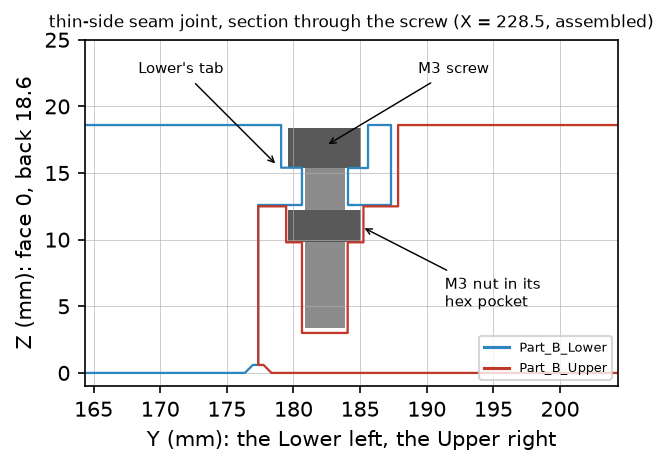 thin-side seam joint, section through the screw (X = 228.5, assembled)
Lower's tab
M3 screw
M3 nut in its
hex pocket
Part_B_Lower
Part_B_Upper
Z (mm): face 0, back 18.6
25
20
15
10
5
0
165
170
175
180
185
190
195
200
Y (mm): the Lower left, the Upper right